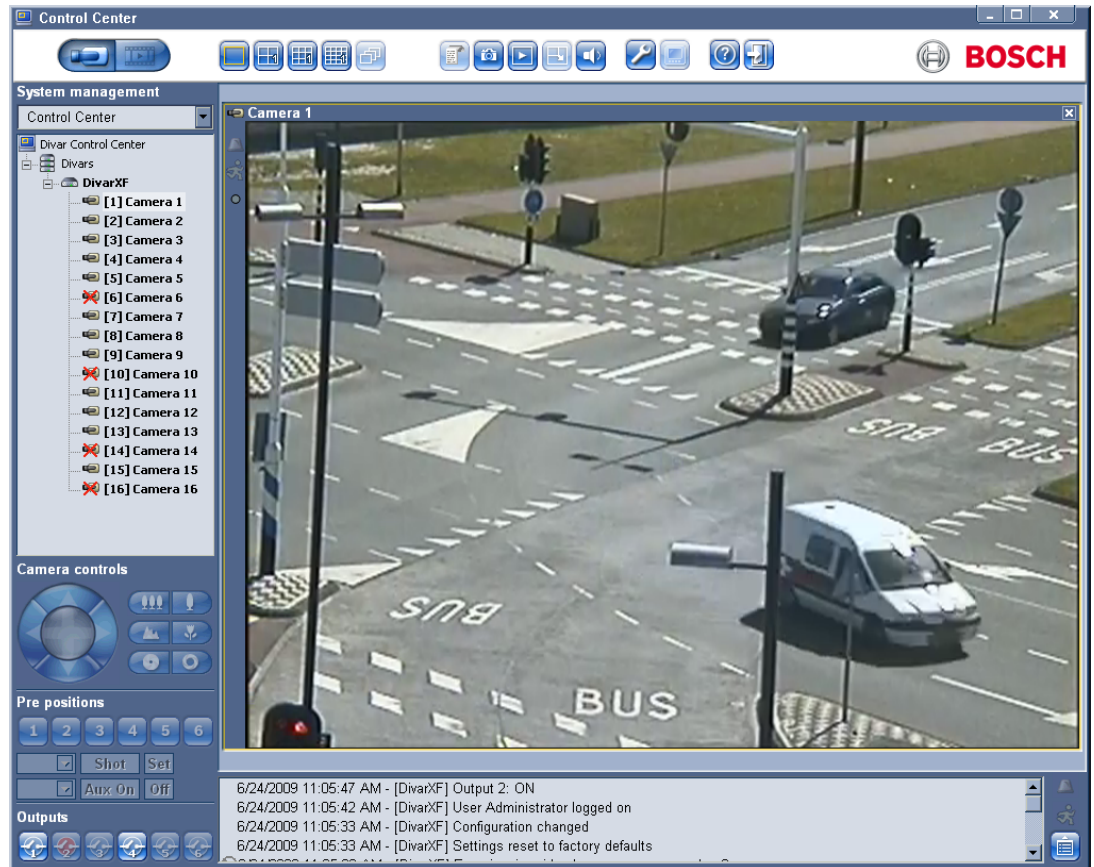 Control Center
BOSCH
System management
Control Center
Divar Control Center
Divars
DivarXF
[1] Camera 1
[2] Camera 2
[3] Camera 3
[4] Camera 4
[5] Camera 5
[6] Camera 6
[7] Camera 7
[8] Camera 8
[9] Camera 9
[10] Camera 10
[11] Camera 11
[12] Camera 12
[13] Camera 13
[14] Camera 14
[15] Camera 15
[16] Camera 16
Camera 1
BUS
BUS
BUS
BUS
Camera controls
Pre positions
1 2 3 4 5 6
Shot Set
Aux On Off
Outputs
1 2 3 4 5 6
6/24/2009 11:05:47 AM - [DivarXF] Output 2: ON
6/24/2009 11:05:42 AM - [DivarXF] User Administrator logged on
6/24/2009 11:05:33 AM - [DivarXF] Configuration changed
6/24/2009 11:05:33 AM - [DivarXF] Settings reset to factory defaults